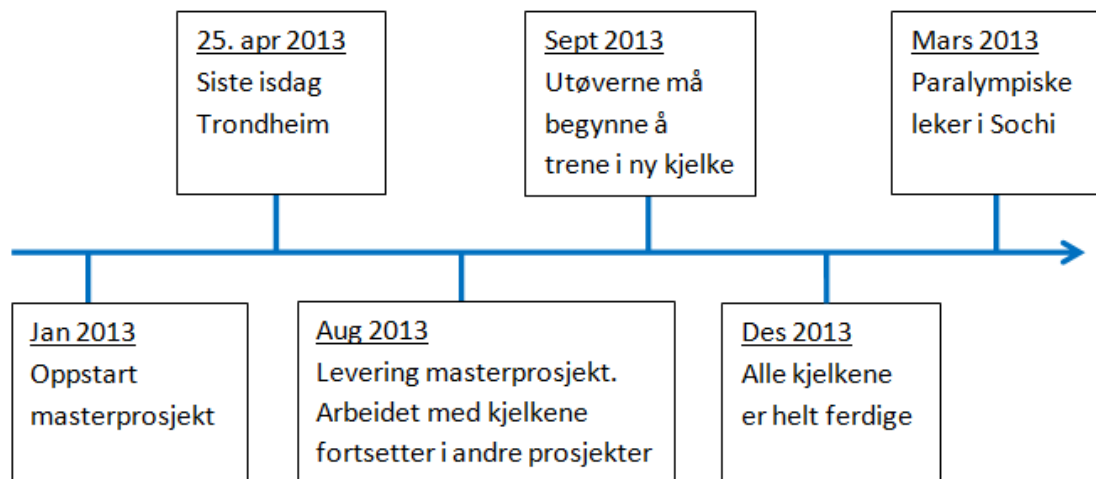 25. apr 2013
Siste isdag
Trondheim
Sept 2013
Utøverne må
begynne å
trene i ny kjelke
Mars 2013
Paralympiske
leker i Sochi
Jan 2013
Oppstart
masterprosjekt
Aug 2013
Levering masterprosjekt.
Arbeidet med kjelkene
fortsetter i andre prosjekter
Des 2013
Alle kjelkene
er helt ferdige